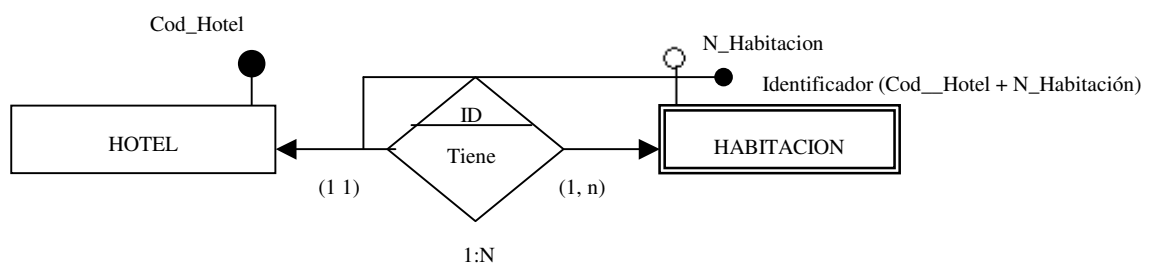 Cod_Hotel
N_Habitacion
Identificador (Cod__Hotel + N_Habitación)
HOTEL
ID
Tiene
HABITACION
(1 1)
(1, n)
1:N